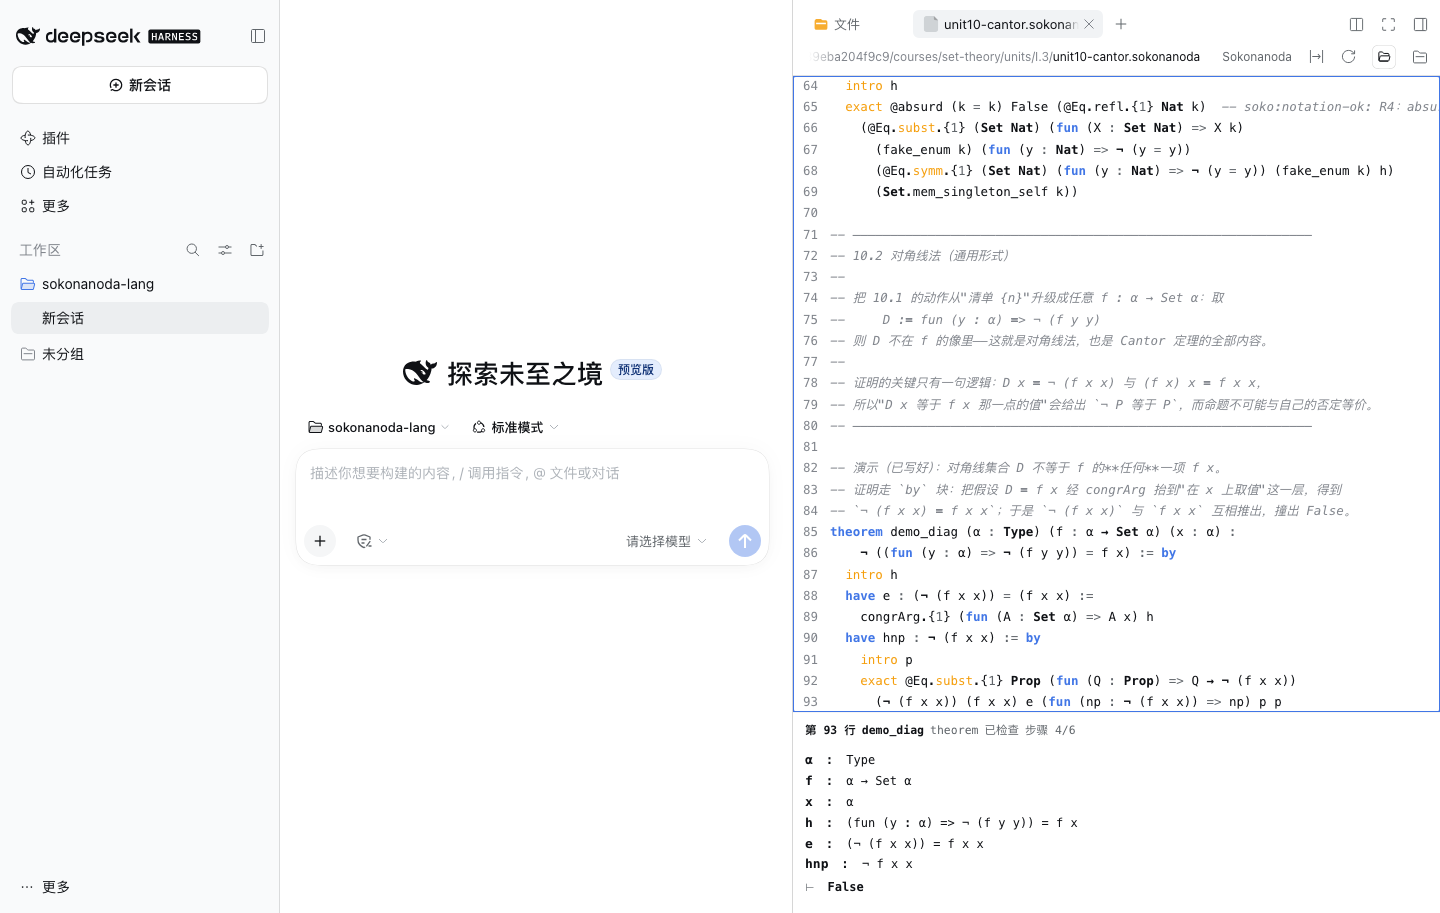 deepseek HARNESS
新会话
插件
自动化任务
更多
工作区
sokonanoda-lang
新会话
未分组
更多
探索未至之境 预览版
sokonanoda-lang 标准模式
描述你想要构建的内容, / 调用指令, @ 文件或对话
请选择模型
文件 unit10-cantor.sokonan
9eba204f9c9/courses/set-theory/units/I.3/unit10-cantor.sokonanoda Sokonanoda
64 intro h
65 exact @absurd (k = k) False (@Eq.refl.{1} Nat k) -- soko:notation-ok: R4: absu
66 (@Eq.subst.{1} (Set Nat) (fun (X : Set Nat) => X k)
67 (fake_enum k) (fun (y : Nat) => ¬ (y = y))
68 (@Eq.symm.{1} (Set Nat) (fun (y : Nat) => ¬ (y = y)) (fake_enum k) h)
69 (Set.mem_singleton_self k))
70
71 -- ─────────────────────────────────────────────
72 -- 10.2 对角线法（通用形式）
73 --
74 -- 把 10.1 的动作从"清单 {n}"升级成任意 f : α → Set α: 取
75 -- D := fun (y : α) => ¬ (f y y)
76 -- 则 D 不在 f 的像里——这就是对角线法, 也是 Cantor 定理的全部内容。
77 --
78 -- 证明的关键只有一句逻辑: D x = ¬ (f x x) 与 (f x) x = f x x,
79 -- 所以"D x 等于 f x 那一点的值"会给出 `¬ P 等于 P`, 而命题不可能与自己的否定等价。
80 -- ─────────────────────────────────────────────
81
82 -- 演示（已写好）: 对角线集合 D 不等于 f 的**任何**一项 f x。
83 -- 证明走 `by` 块: 把假设 D = f x 经 congrArg 抬到"在 x 上取值"这一层, 得到
84 -- `¬ (f x x) = f x x`; 于是 `¬ (f x x)` 与 `f x x` 互相推出, 撞出 False。
85 theorem demo_diag (α : Type) (f : α → Set α) (x : α) :
86 ¬ ((fun (y : α) => ¬ (f y y)) = f x) := by
87 intro h
88 have e : (¬ (f x x)) = (f x x) :=
89 congrArg.{1} (fun (A : Set α) => A x) h
90 have hnp : ¬ (f x x) := by
91 intro p
92 exact @Eq.subst.{1} Prop (fun (Q : Prop) => Q → ¬ (f x x))
93 (¬ (f x x)) (f x x) e (fun (np : ¬ (f x x)) => np) p p
第 93 行 demo_diag theorem 已检查 步骤 4/6
α : Type
f : α → Set α
x : α
h : (fun (y : α) => ¬ (f y y)) = f x
e : (¬ (f x x)) = f x x
hnp : ¬ f x x
⊢ False